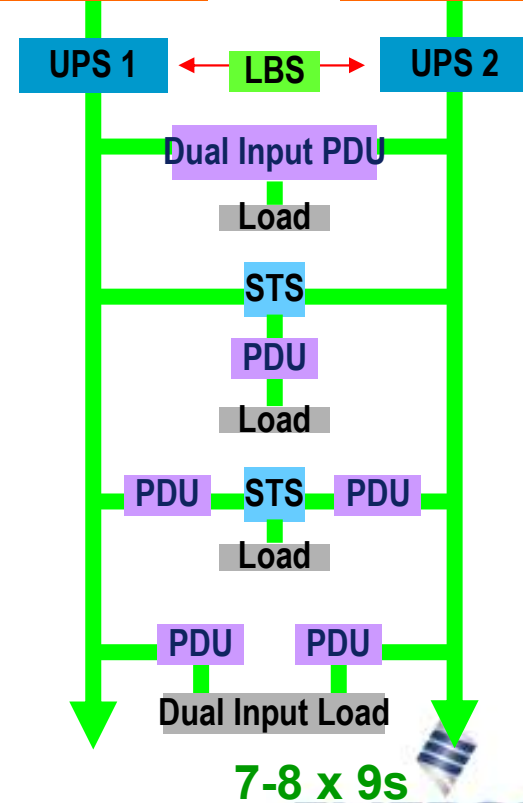 UPS 1 LBS UPS 2
Dual Input PDU
Load
STS
PDU
Load
PDU STS PDU
Load
PDU PDU
Dual Input Load
7-8 x 9s